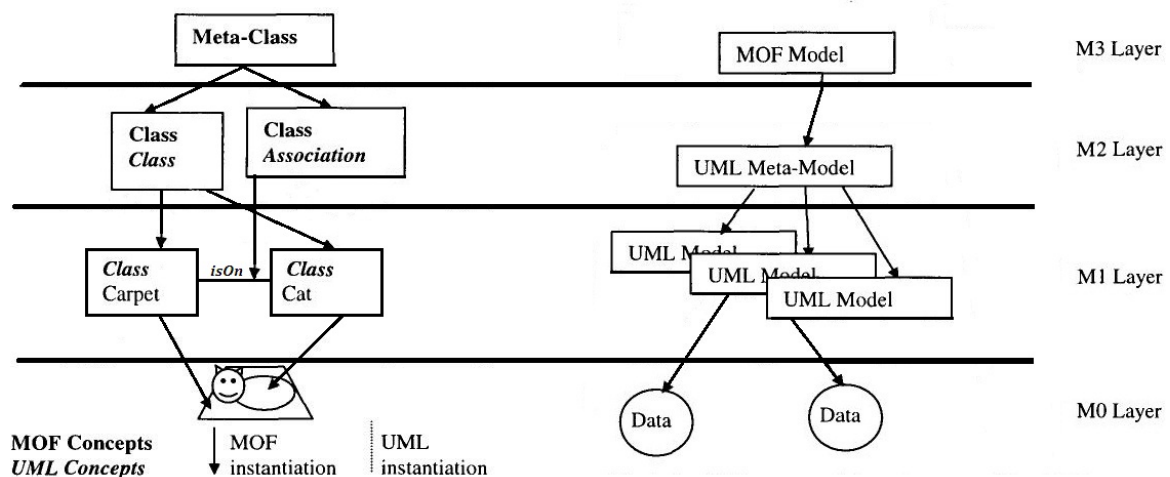 Meta-Class
MOF Model
M3 Layer
Class
Class
Class
Association
UML Meta-Model
M2 Layer
Class
Carpet
isOn
Class
Cat
UML Model
UML Model
UML Model
M1 Layer
Data
Data
M0 Layer
MOF Concepts
UML Concepts
MOF
instantiation
UML
instantiation